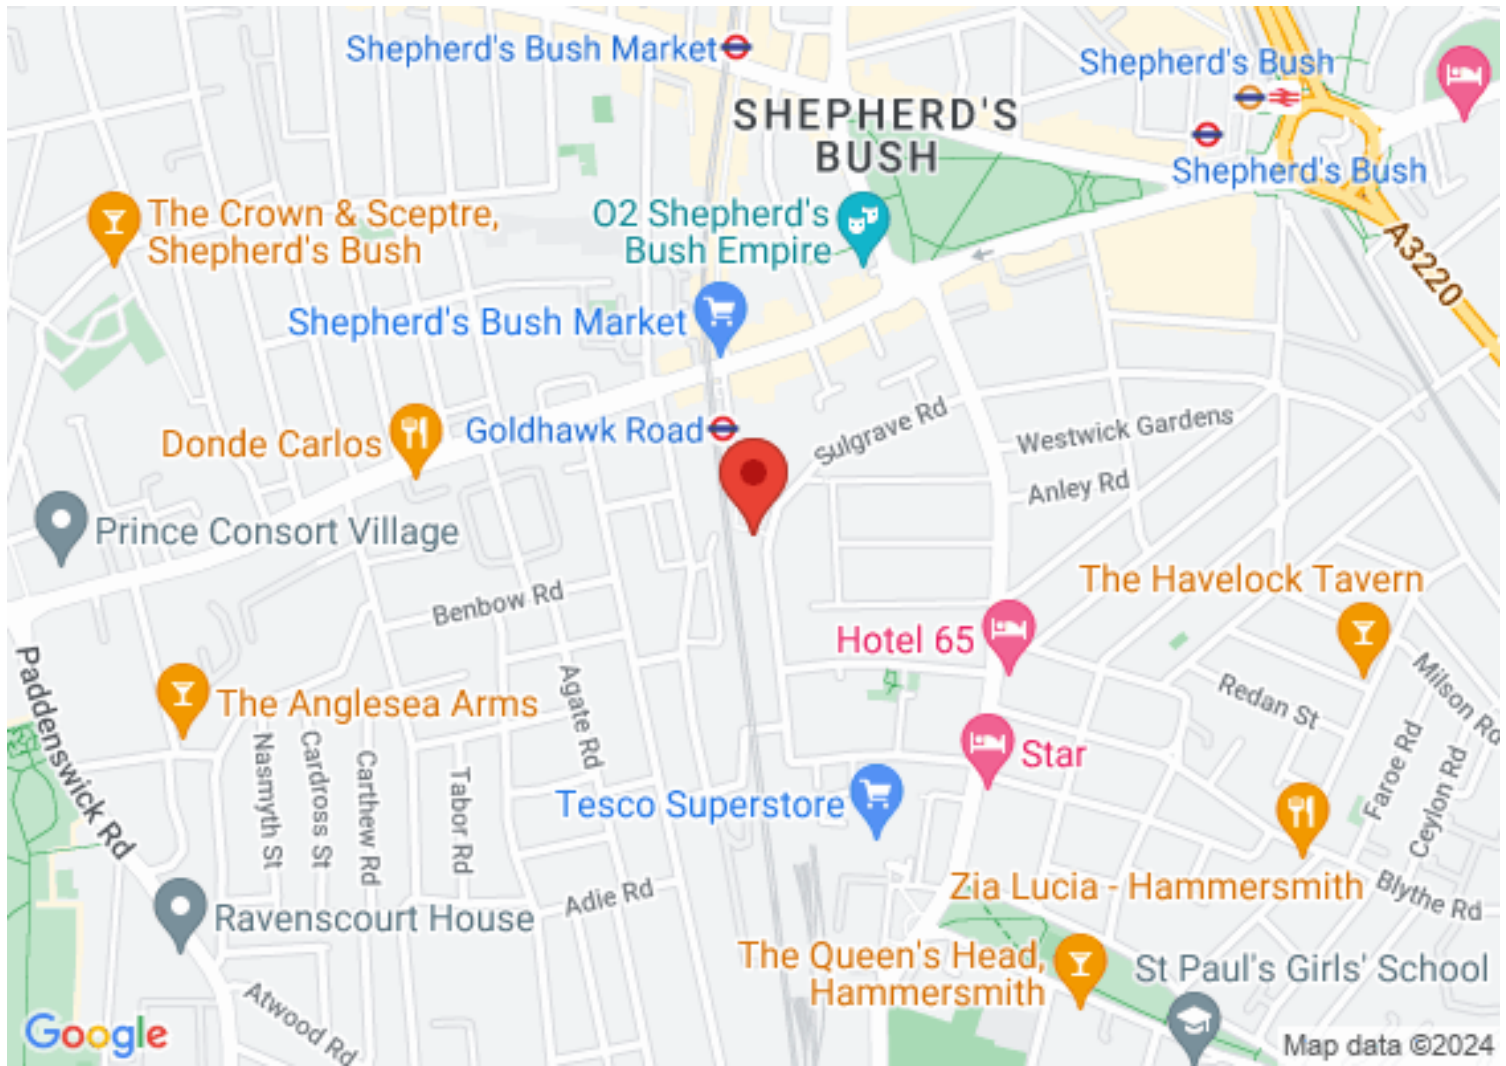 Shepherd's Bush Market
Shepherd's Bush
SHEPHERD'S
BUSH
Shepherd's Bush
The Crown & Sceptre,
Shepherd's Bush
O2 Shepherd's
Bush Empire
A3220
Shepherd's Bush Market
Donde Carlos
Goldhawk Road
Sulgrave Rd
Westwick Gardens
Anley Rd
Prince Consort Village
Benbow Rd
The Havelock Tavern
Hotel 65
Paddenswick Rd
The Anglesea Arms
Agate Rd
Redan St
Milson Rd
Nasmyth St
Cardross St
Carthew Rd
Tabor Rd
Star
Faroe Rd
Ceylon Rd
Tesco Superstore
Adie Rd
Zia Lucia - Hammersmith
Blythe Rd
Ravenscourt House
The Queen's Head,
Hammersmith
St Paul's Girls' School
Atwood Rd
Google
Map data ©2024